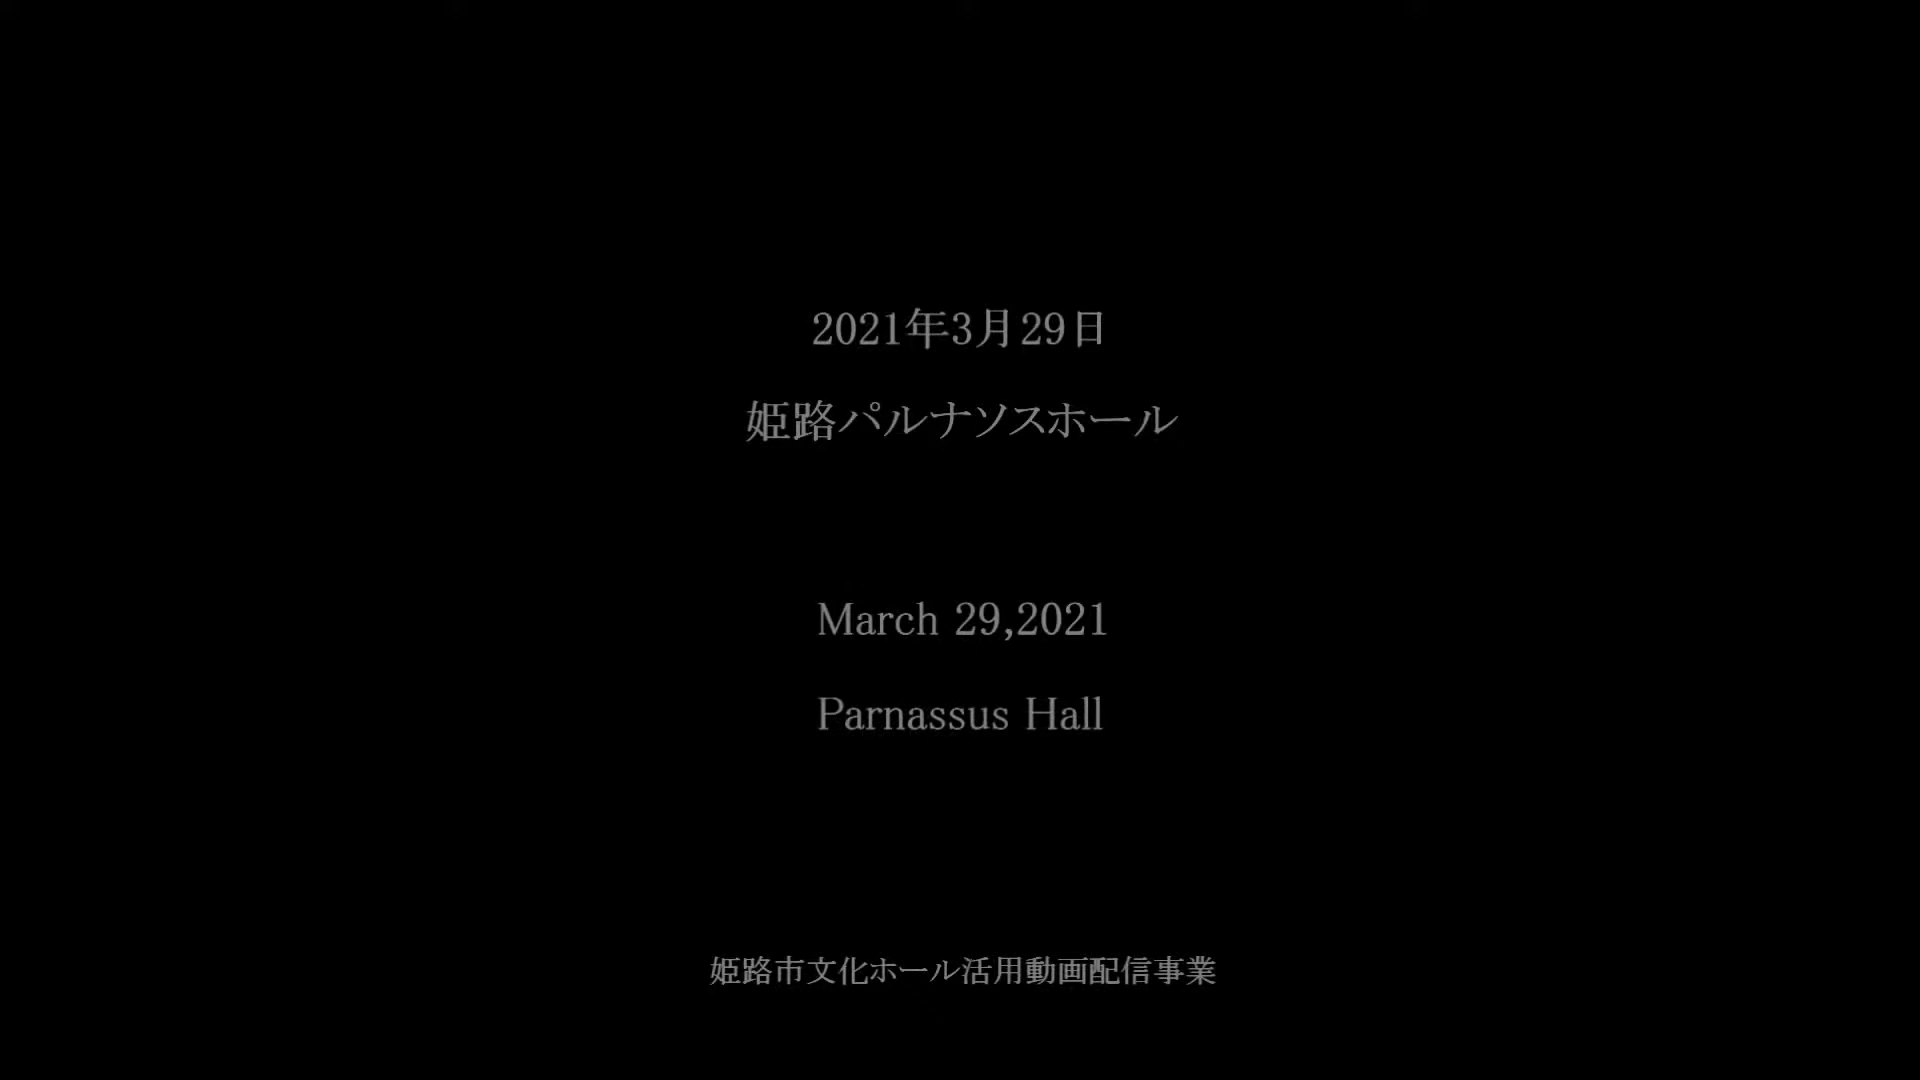 2021年3月29日
姫路パルナソスホール
March 29,2021
Parnassus Hall
姫路市文化ホール活用動画配信事業